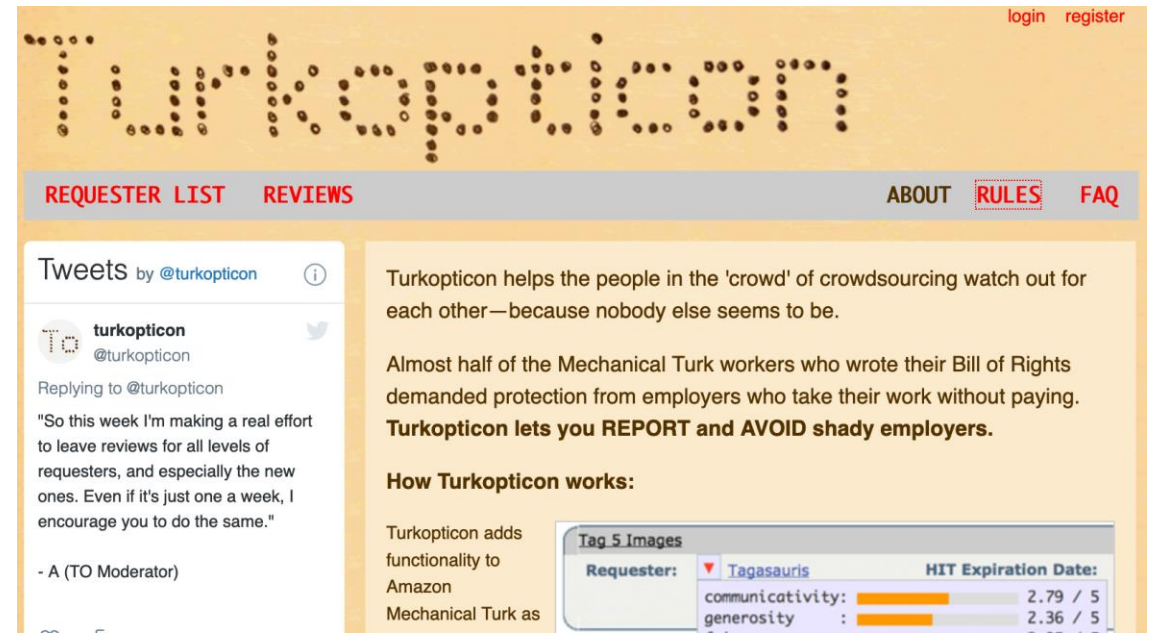 login register
Turkopticon
REQUESTER LIST REVIEWS ABOUT RULES FAQ
Tweets by @turkopticon
turkopticon
@turkopticon
Replying to @turkopticon
"So this week I'm making a real effort
to leave reviews for all levels of
requesters, and especially the new
ones. Even if it's just one a week, I
encourage you to do the same."
- A (TO Moderator)
Turkopticon helps the people in the 'crowd' of crowdsourcing watch out for
each other—because nobody else seems to be.
Almost half of the Mechanical Turk workers who wrote their Bill of Rights
demanded protection from employers who take their work without paying.
Turkopticon lets you REPORT and AVOID shady employers.
How Turkopticon works:
Turkopticon adds
functionality to
Amazon
Mechanical Turk as
Tag 5 Images
Requester: Tagasauris HIT Expiration Date:
communicativity: 2.79 / 5
generosity : 2.36 / 5